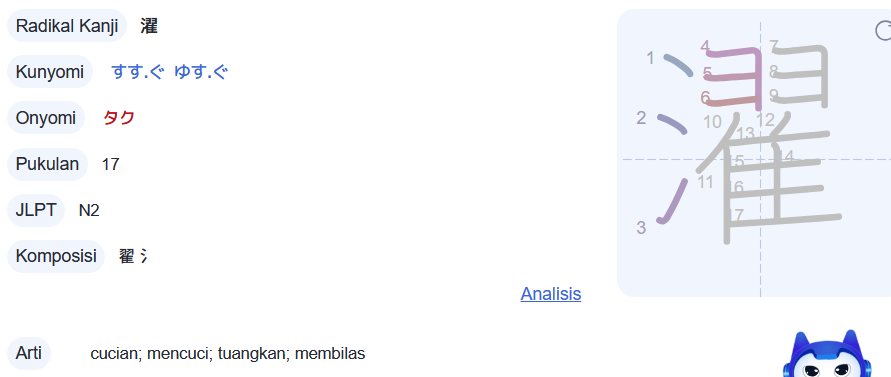 Radikal Kanji 濯
Kunyomi すす.ぐ ゆす.ぐ
Onyomi タク
Pukulan 17
JLPT N2
Komposisi 翟 氵
Analisis
Arti cucian; mencuci; tuangkan; membilas
濯
1
2
3
4
5
6
7
8
9
10
11
12
13
14
15
16
17